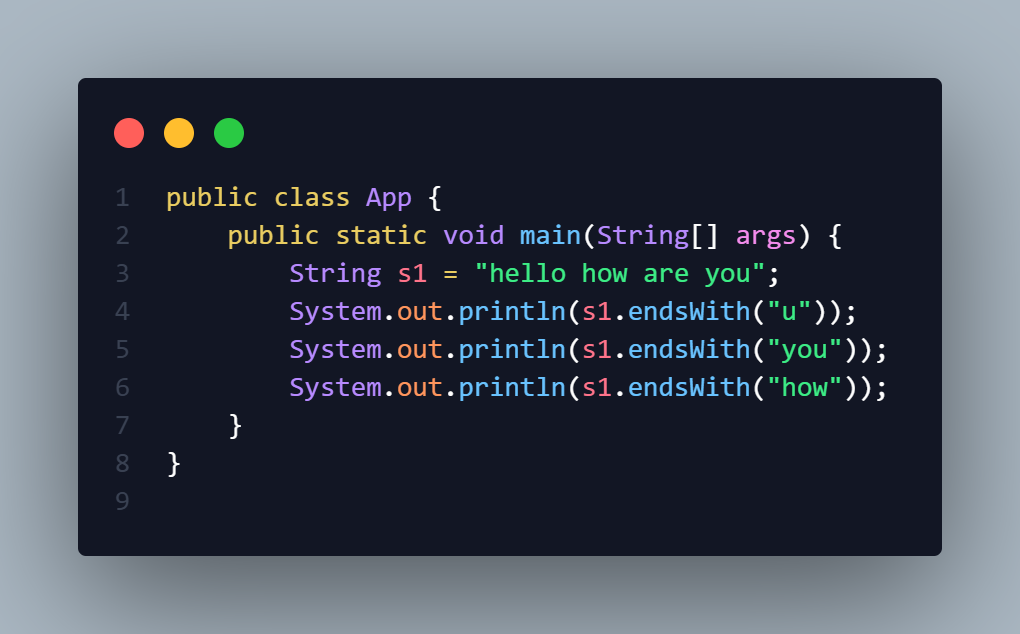 1 public class App {
2     public static void main(String[] args) {
3         String s1 = "hello how are you";
4         System.out.println(s1.endsWith("u"));
5         System.out.println(s1.endsWith("you"));
6         System.out.println(s1.endsWith("how"));
7     }
8 }
9